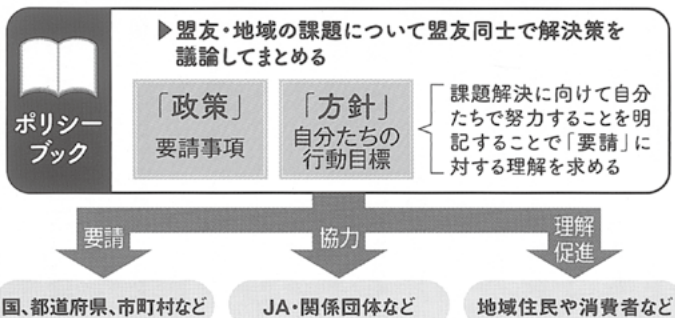 ▶盟友・地域の課題について盟友同士で解決策を
議論してまとめる
ポリシー
ブック
「政策」
要請事項
「方針」
自分たちの
行動目標
課題解決に向けて自分
たちで努力することを明
記することで「要請」に
対する理解を求める
要請
協力
理解
促進
国、都道府県、市町村など
JA・関係団体など
地域住民や消費者など